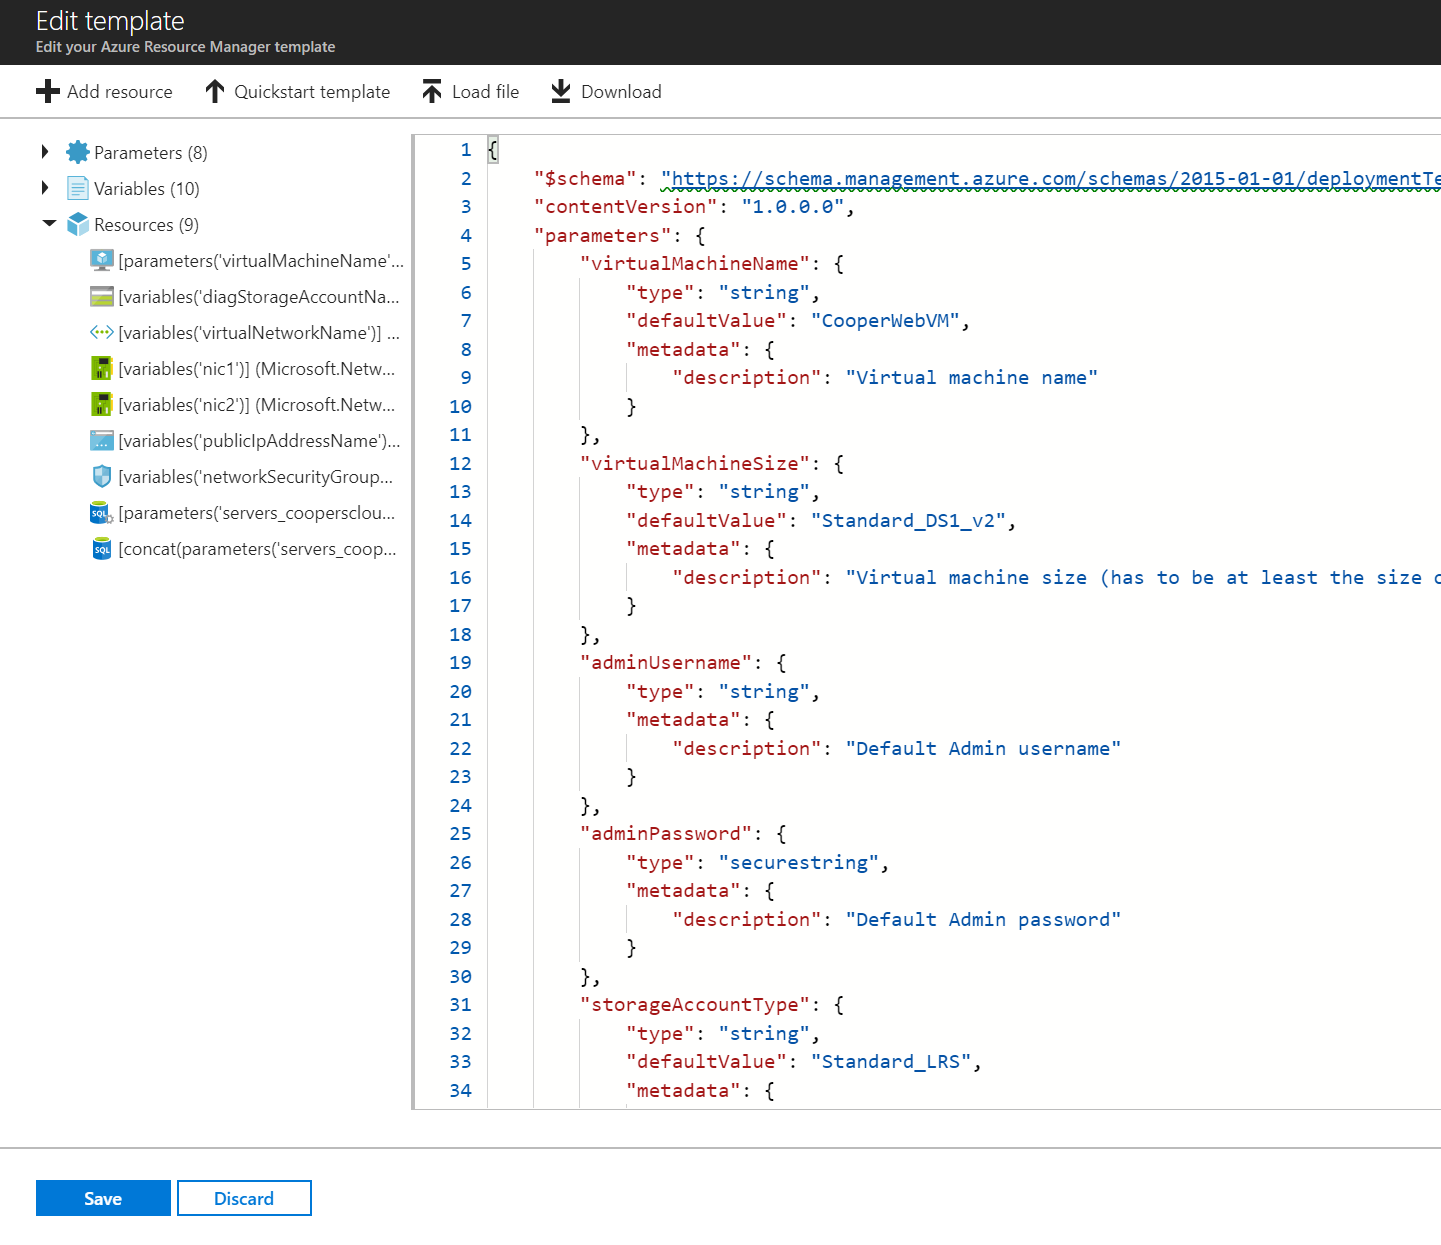 Edit template
Edit your Azure Resource Manager template
Add resource
Quickstart template
Load file
Download
Parameters (8)
Variables (10)
Resources (9)
[parameters('virtualMachineName'...
[variables('diagStorageAccountNa...
[variables('virtualNetworkName')] ...
[variables('nic1')] (Microsoft.Netw...
[variables('nic2')] (Microsoft.Netw...
[variables('publicIpAddressName')...
[variables('networkSecurityGroup...
[parameters('servers_coopersclou...
[concat(parameters('servers_coop...
1 {
2 "$schema": "https://schema.management.azure.com/schemas/2015-01-01/deploymentTe
3 "contentVersion": "1.0.0.0",
4 "parameters": {
5 "virtualMachineName": {
6 "type": "string",
7 "defaultValue": "CooperWebVM",
8 "metadata": {
9 "description": "Virtual machine name"
10 }
11 },
12 "virtualMachineSize": {
13 "type": "string",
14 "defaultValue": "Standard_DS1_v2",
15 "metadata": {
16 "description": "Virtual machine size (has to be at least the size
17 }
18 },
19 "adminUsername": {
20 "type": "string",
21 "metadata": {
22 "description": "Default Admin username"
23 }
24 },
25 "adminPassword": {
26 "type": "securestring",
27 "metadata": {
28 "description": "Default Admin password"
29 }
30 },
31 "storageAccountType": {
32 "type": "string",
33 "defaultValue": "Standard_LRS",
34 "metadata": {
Save
Discard